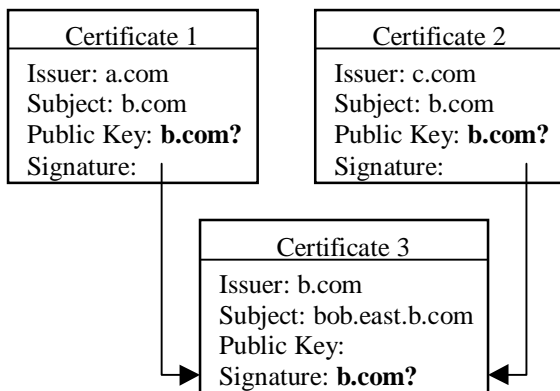 Certificate 1
Issuer: a.com
Subject: b.com
Public Key: b.com?
Signature:
Certificate 2
Issuer: c.com
Subject: b.com
Public Key: b.com?
Signature:
Certificate 3
Issuer: b.com
Subject: bob.east.b.com
Public Key:
Signature: b.com?